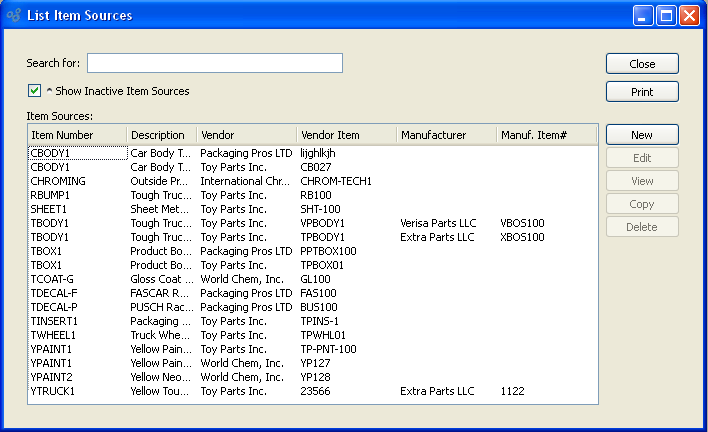 List Item Sources
Search for:
Close
Show Inactive Item Sources
Print
Item Sources:
Item Number Description Vendor Vendor Item Manufacturer Manuf. Item#
New
CBODY1 Car Body T... Packaging Pros LTD lijghlkjh
CBODY1 Car Body T... Toy Parts Inc. CB027
Edit
CHROMING Outside Pr... International Chr... CHROM-TECH1
View
RBUMP1 Tough Truc... Toy Parts Inc. RB100
Copy
SHEET1 Sheet Met... Toy Parts Inc. SHT-100
TBODY1 Tough Truc... Toy Parts Inc. VPBODY1 Verisa Parts LLC VBOS100
Delete
TBODY1 Tough Truc... Toy Parts Inc. TPBODY1 Extra Parts LLC XBOS100
TBOX1 Product Bo... Packaging Pros LTD PPTBOX100
TBOX1 Product Bo... Toy Parts Inc. TPBOX01
TCOAT-G Gloss Coat ... World Chem, Inc. GL100
TDECAL-F FASCAR R... Packaging Pros LTD FAS100
TDECAL-P PUSCH Rac... Packaging Pros LTD BUS100
TINSERT1 Packaging ... Toy Parts Inc. TPINS-1
TWHEEL1 Truck Whe... Toy Parts Inc. TPWHL01
YPAINT1 Yellow Pain... Toy Parts Inc. TP-PNT-100
YPAINT1 Yellow Pain... World Chem, Inc. YP127
YPAINT2 Yellow Neo... World Chem, Inc. YP128
YTRUCK1 Yellow Tou... Toy Parts Inc. 23566 Extra Parts LLC 1122